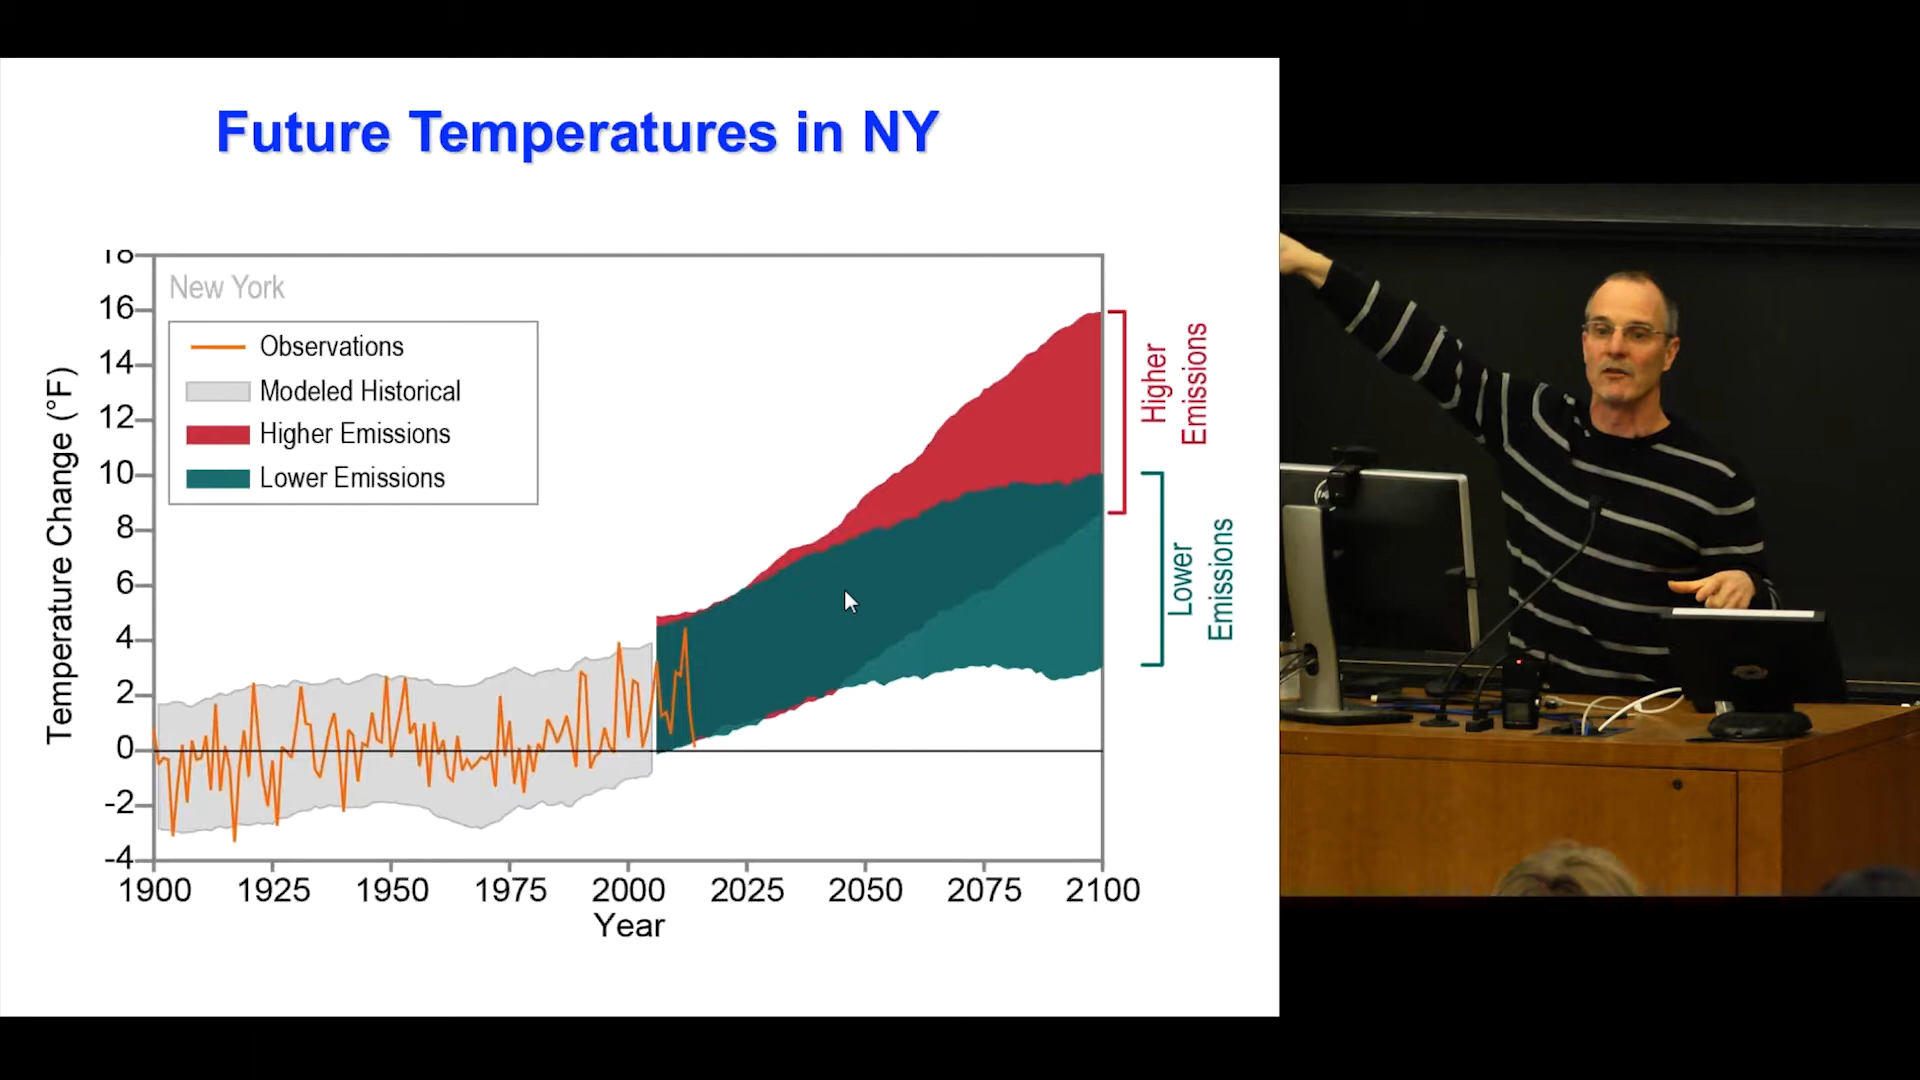 Future Temperatures in NY
18
New York
Observations
Modeled Historical
Higher Emissions
Lower Emissions
16
14
12
10
8
6
4
2
0
-2
-4
Temperature Change (°F)
1900 1925 1950 1975 2000 2025 2050 2075 2100
Year
Higher
Emissions
Lower
Emissions